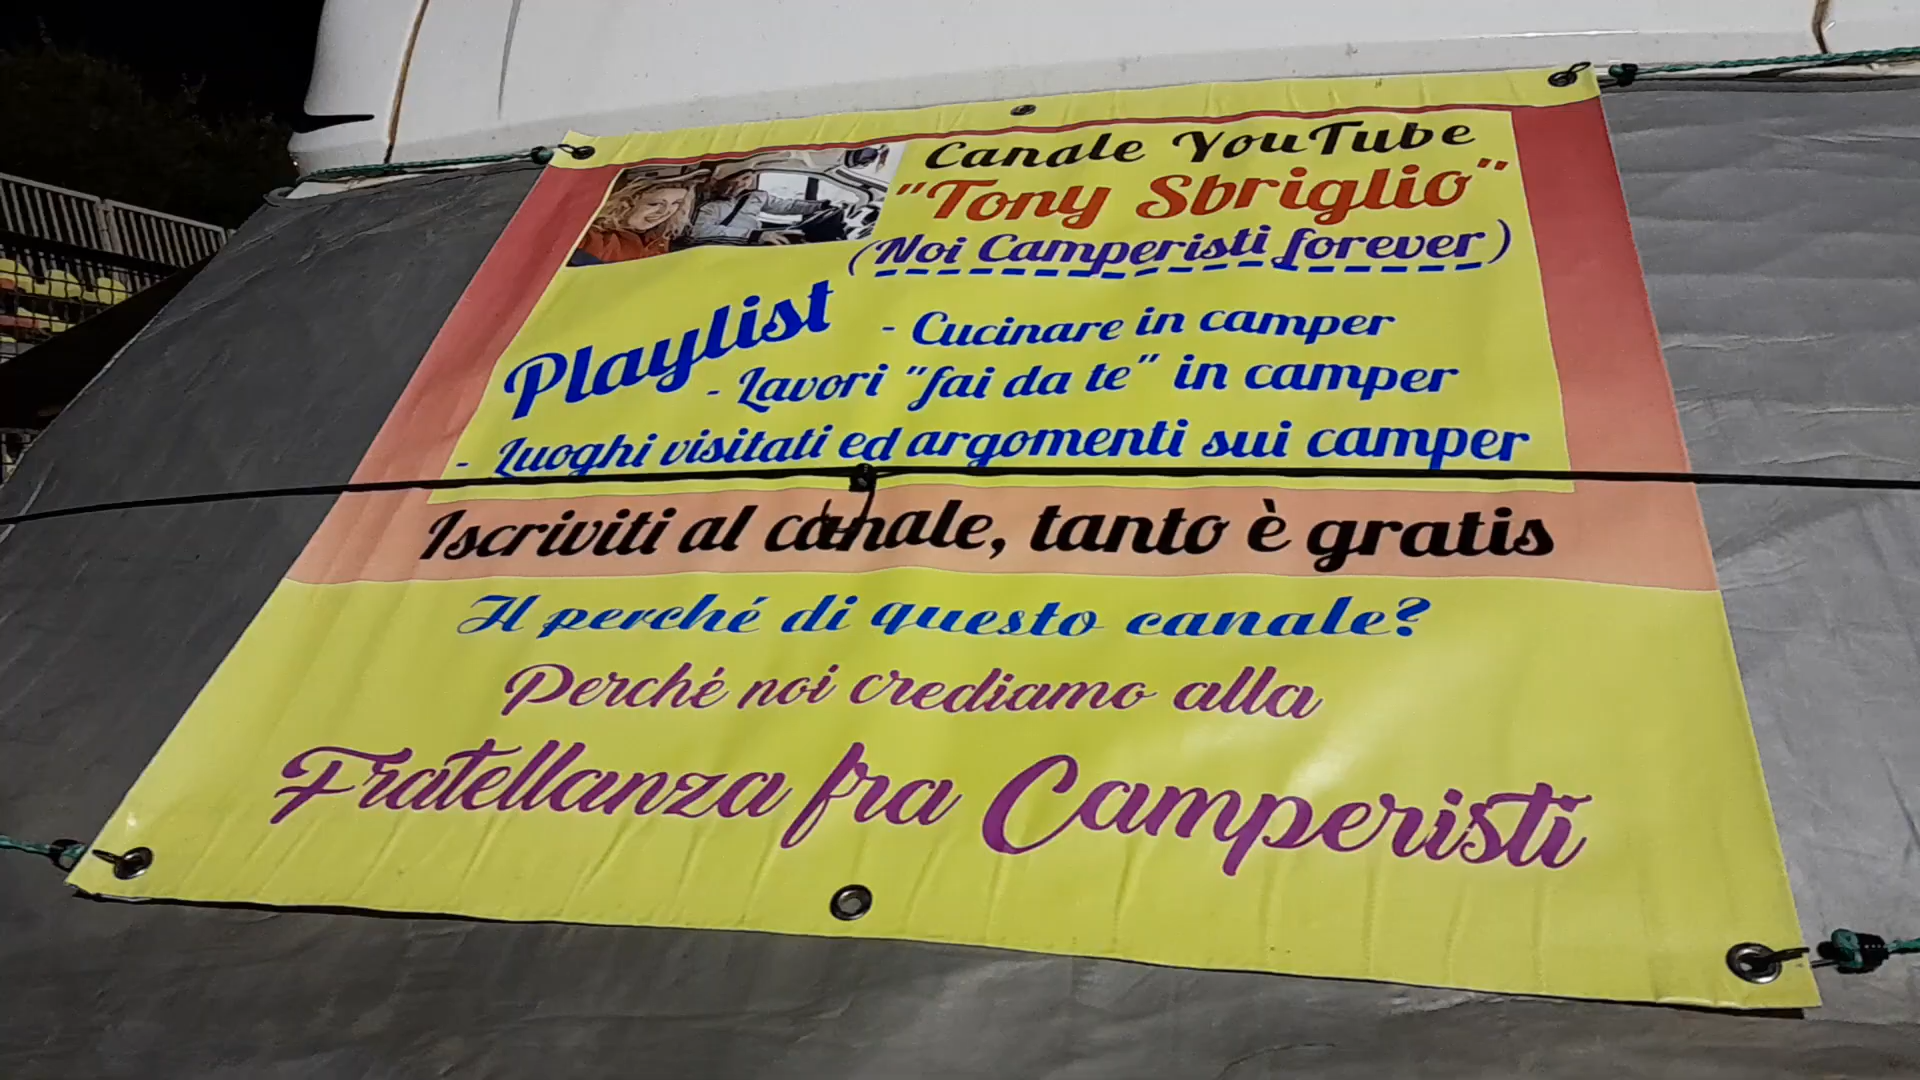 Canale YouTube
"Tony Sbriglio"
(Noi Camperisti forever)
Playlist
- Cucinare in camper
- Lavori "fai da te" in camper
- Luoghi visitati ed argomenti sui camper
Iscriviti al canale, tanto è gratis
Il perché di questo canale?
Perché noi crediamo alla
Fratellanza fra Camperisti